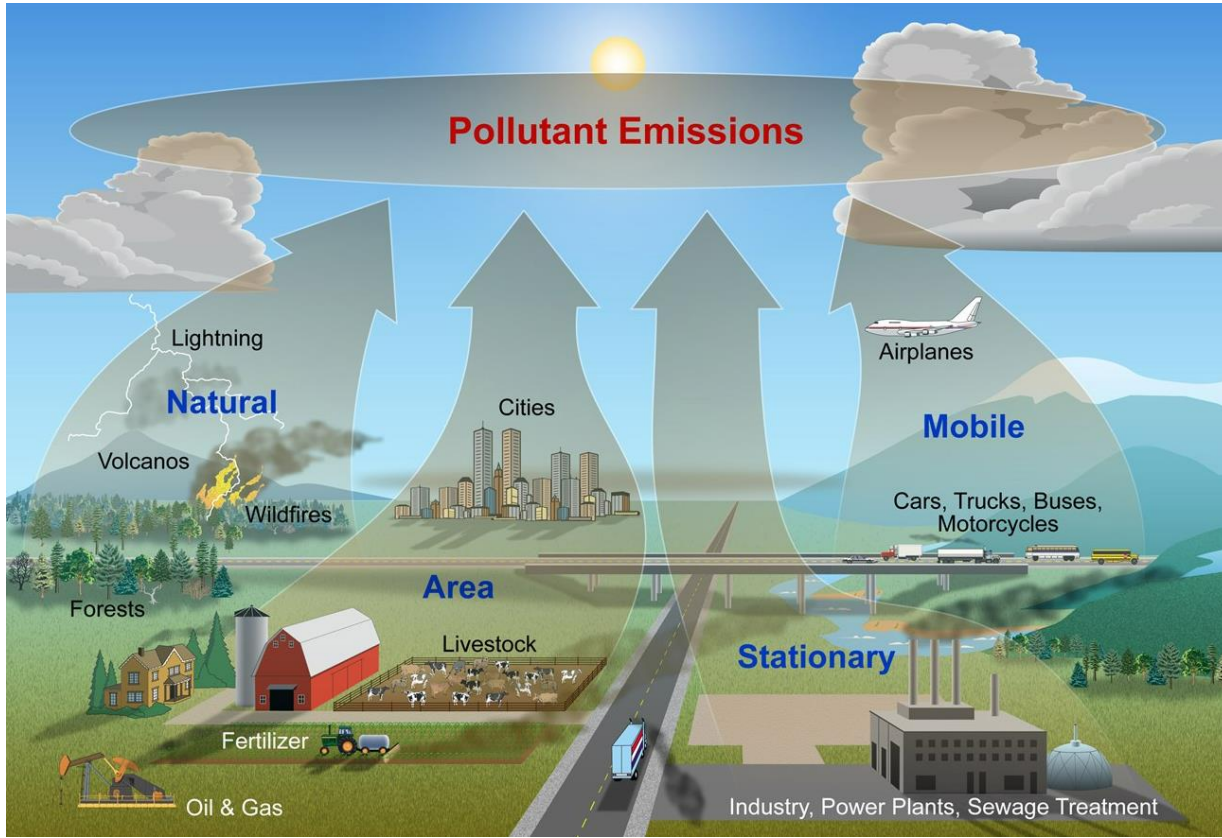 Pollutant Emissions
Lightning
Natural
Volcanos
Wildfires
Forests
Cities
Area
Livestock
Fertilizer
Oil & Gas
Airplanes
Mobile
Cars, Trucks, Buses,
Motorcycles
Stationary
Industry, Power Plants, Sewage Treatment